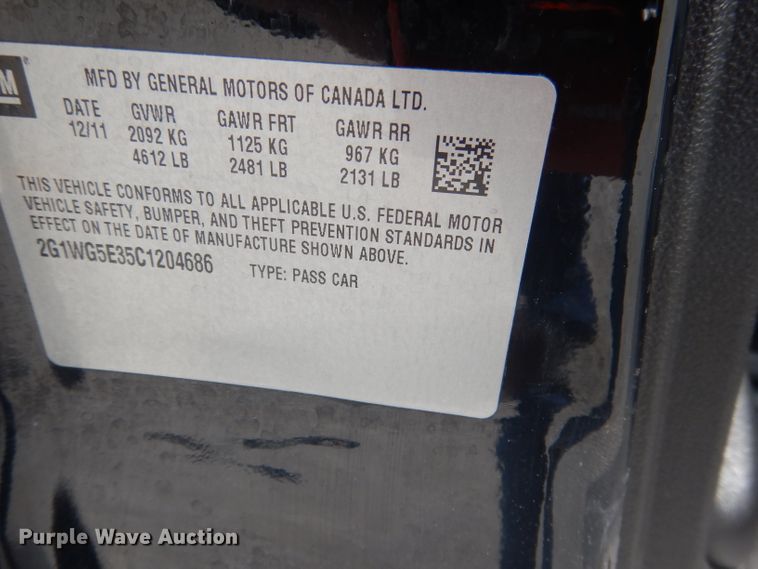 M®
MFD BY GENERAL MOTORS OF CANADA LTD.
DATE GVWR GAWR FRT GAWR RR
12/11 2092 KG 1125 KG 967 KG
4612 LB 2481 LB 2131 LB
THIS VEHICLE CONFORMS TO ALL APPLICABLE U.S. FEDERAL MOTOR
VEHICLE SAFETY, BUMPER, AND THEFT PREVENTION STANDARDS IN
EFFECT ON THE DATE OF MANUFACTURE SHOWN ABOVE.
2G1WG5E35C1204686 TYPE: PASS CAR
Purple Wave Auction®